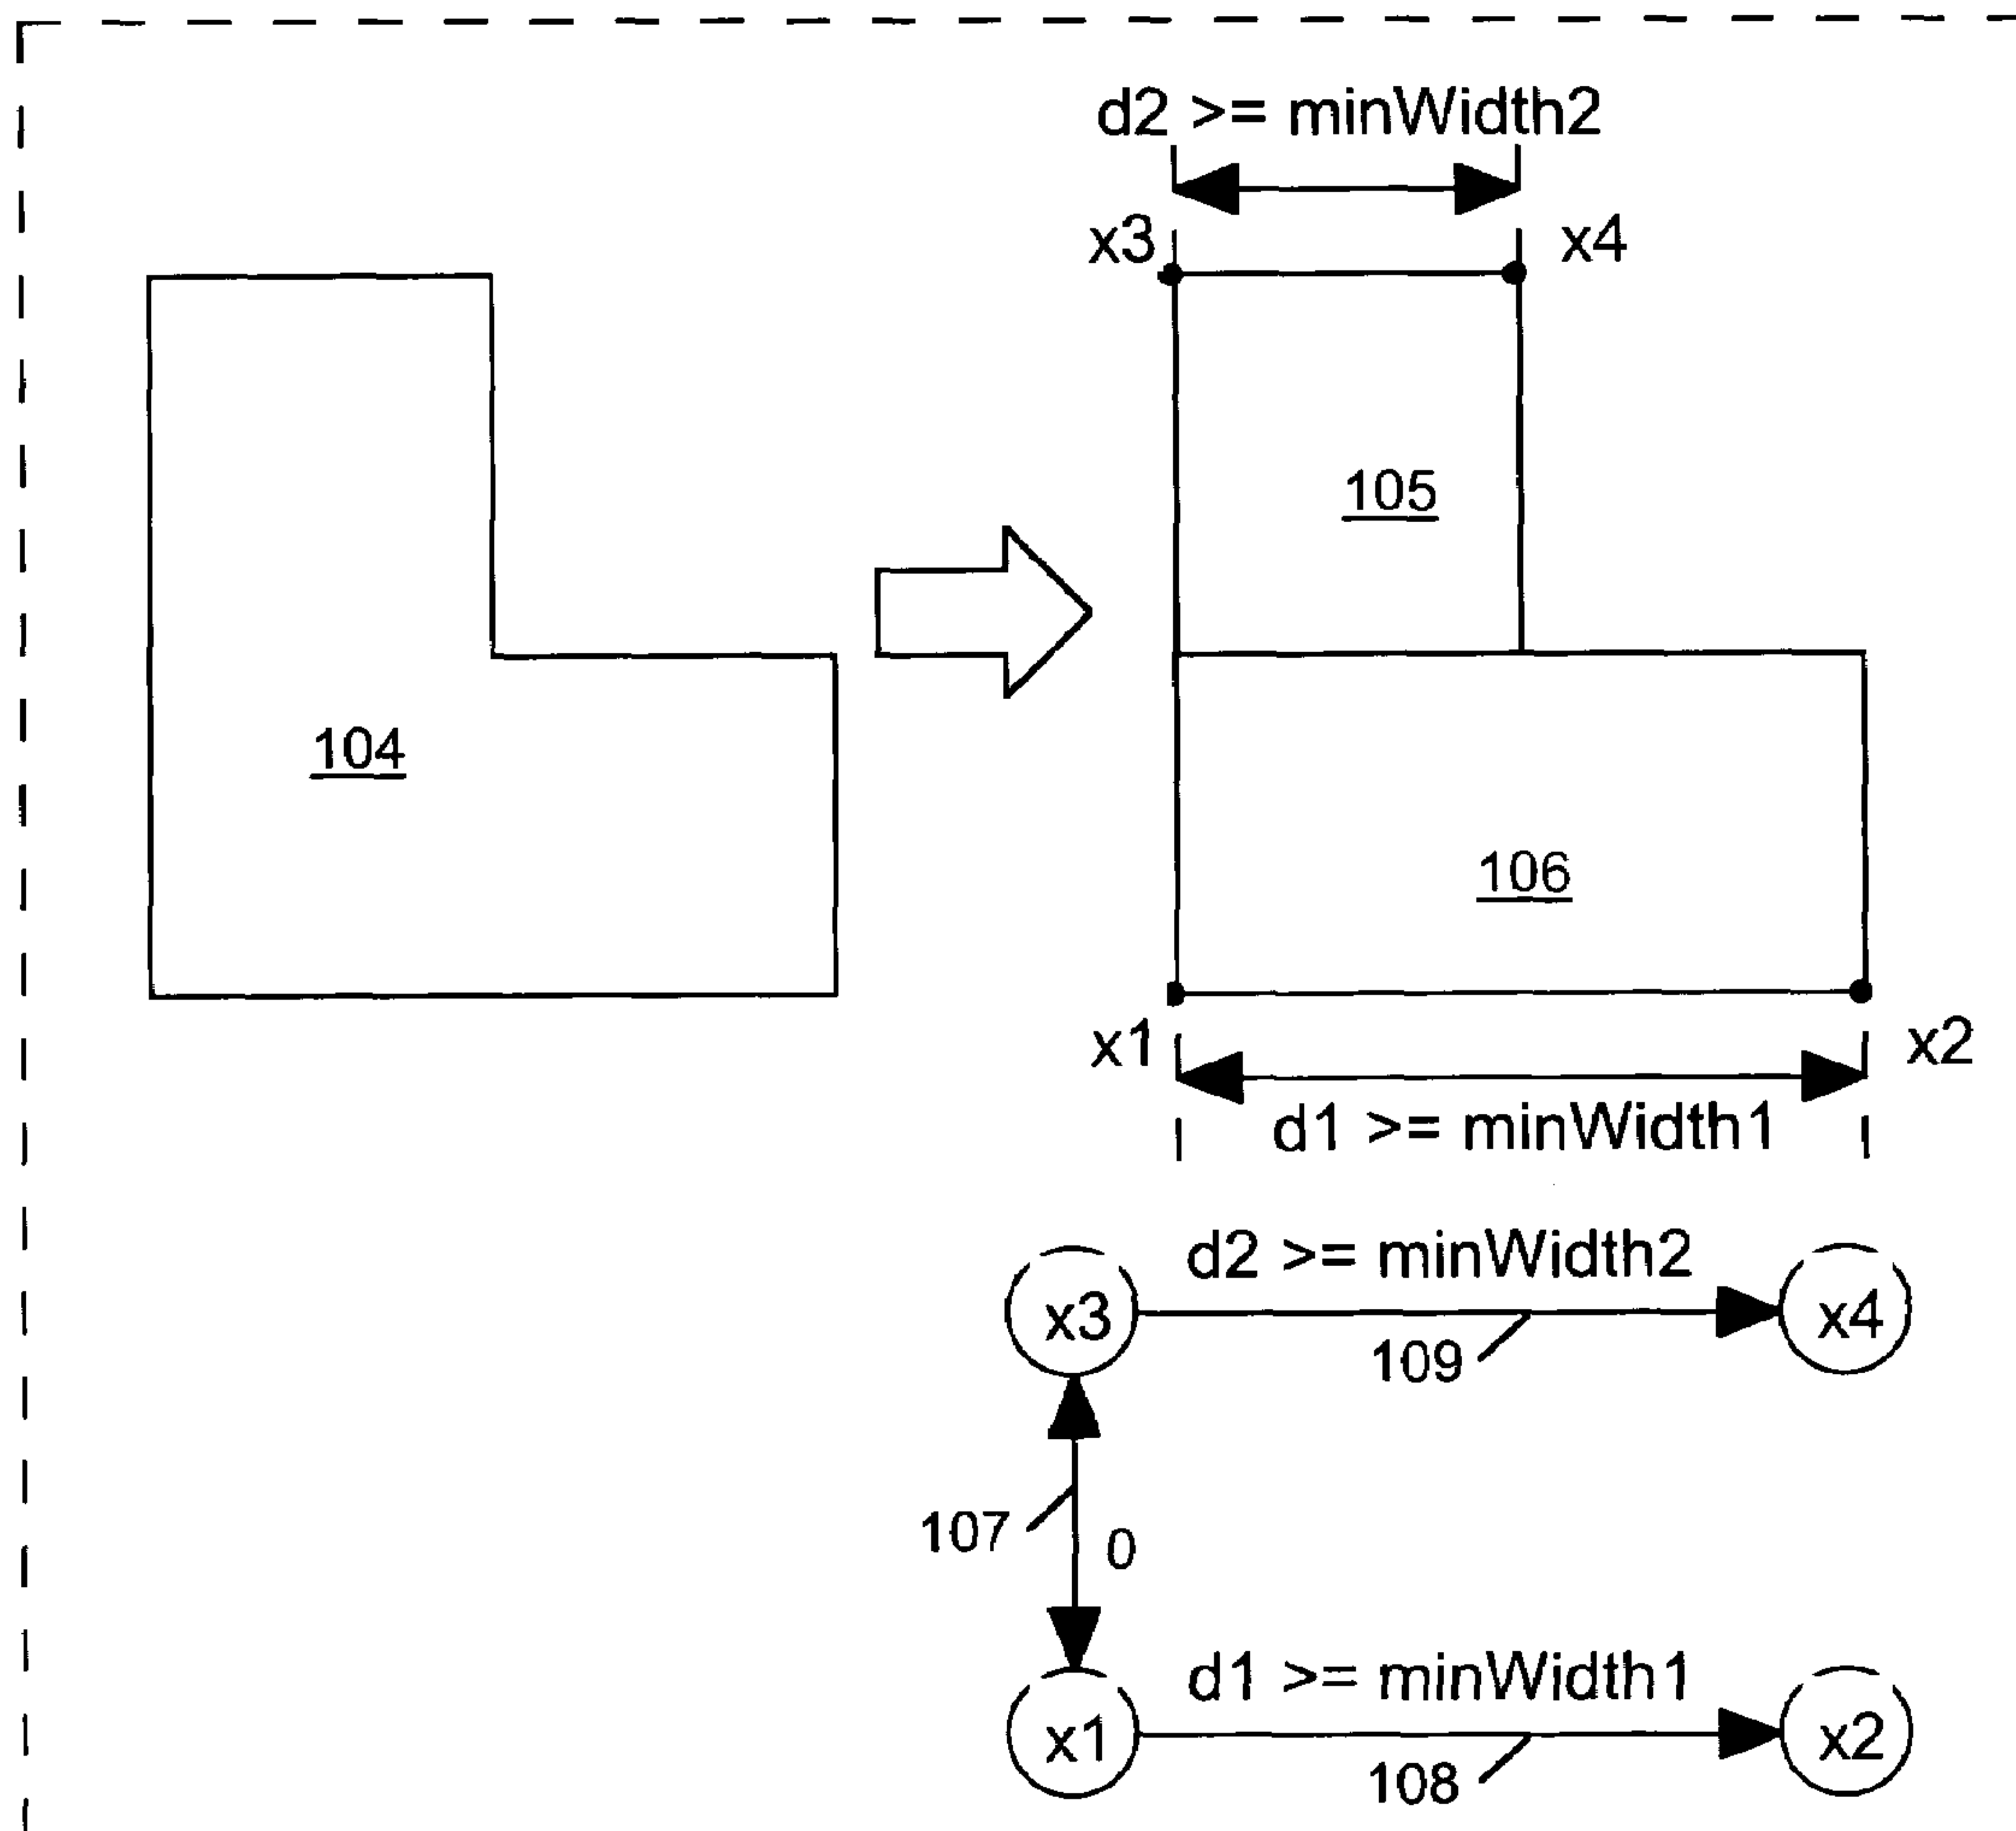 d2 >= minWidth2
x3 x4
105
104
106
x1 x2
d1 >= minWidth1
d2 >= minWidth2
x3 x4
109
107 0
d1 >= minWidth1
x1 x2
108